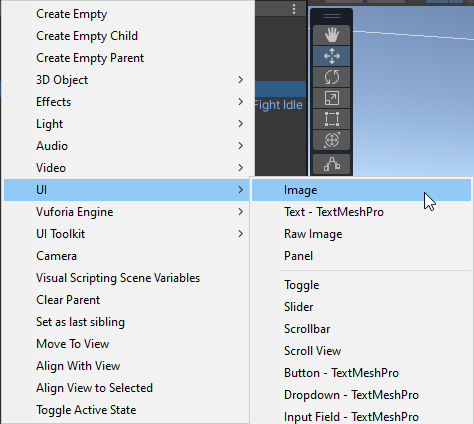 Create Empty
Create Empty Child
Create Empty Parent
3D Object
Effects
Light
Audio
Video
UI
Vuforia Engine
UI Toolkit
Camera
Visual Scripting Scene Variables
Clear Parent
Set as last sibling
Move To View
Align With View
Align View to Selected
Toggle Active State
Fight Idle
Image
Text - TextMeshPro
Raw Image
Panel
Toggle
Slider
Scrollbar
Scroll View
Button - TextMeshPro
Dropdown - TextMeshPro
Input Field - TextMeshPro